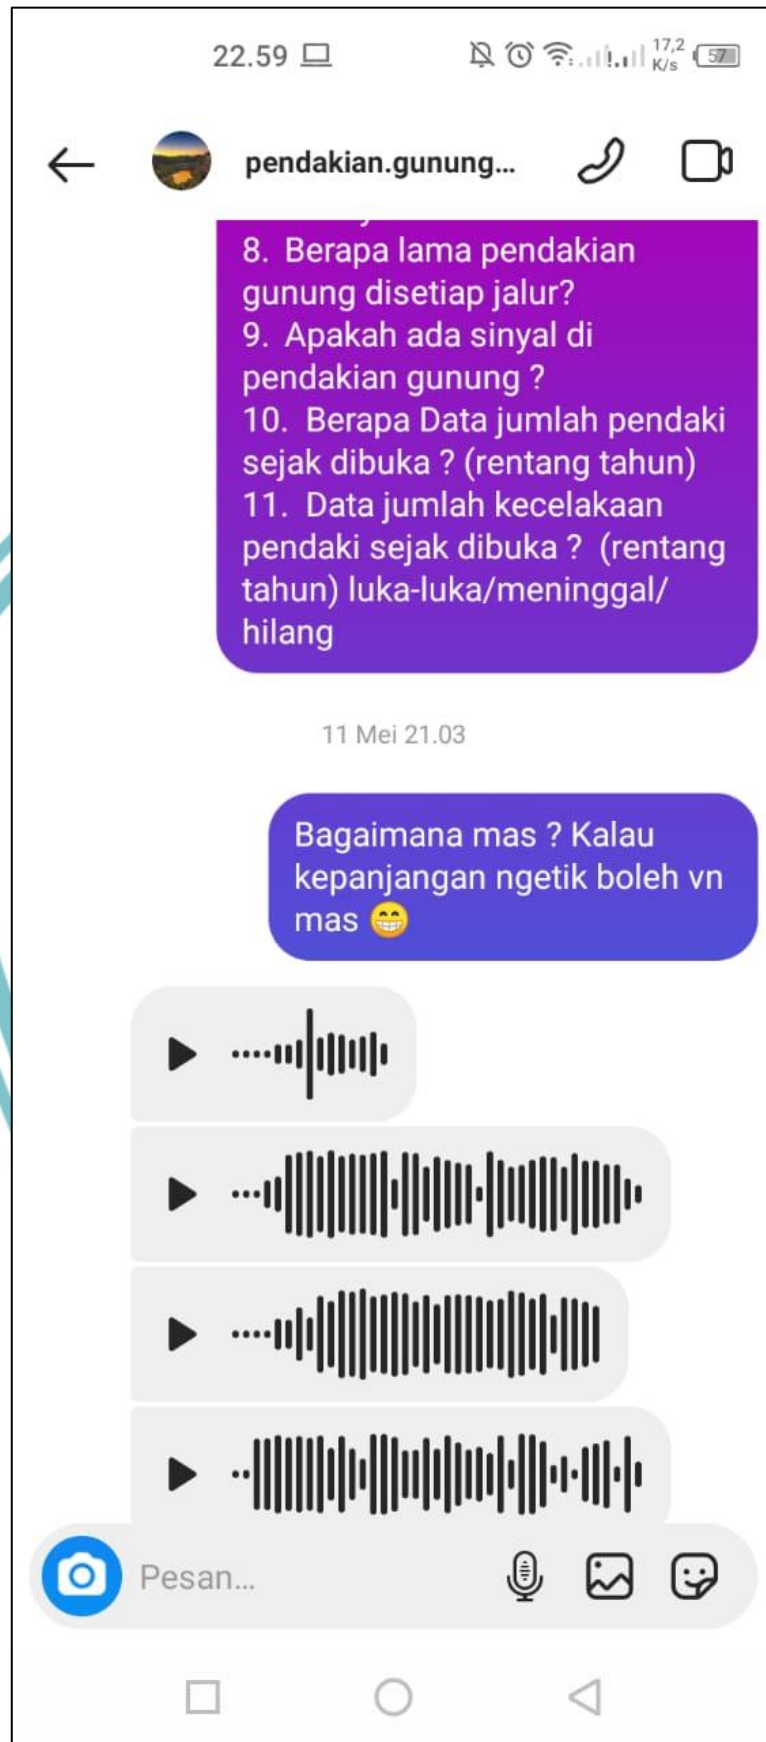 22.59
17,2
K/s
57
pendakian.gunung...
8. Berapa lama pendakian
gunung disetiap jalur?
9. Apakah ada sinyal di
pendakian gunung ?
10. Berapa Data jumlah pendaki
sejak dibuka ? (rentang tahun)
11. Data jumlah kecelakaan
pendaki sejak dibuka ? (rentang
tahun) luka-luka/meninggal/
hilang
11 Mei 21.03
Bagaimana mas ? Kalau
kepanjangan ngetik boleh vn
mas 😁
Pesan...